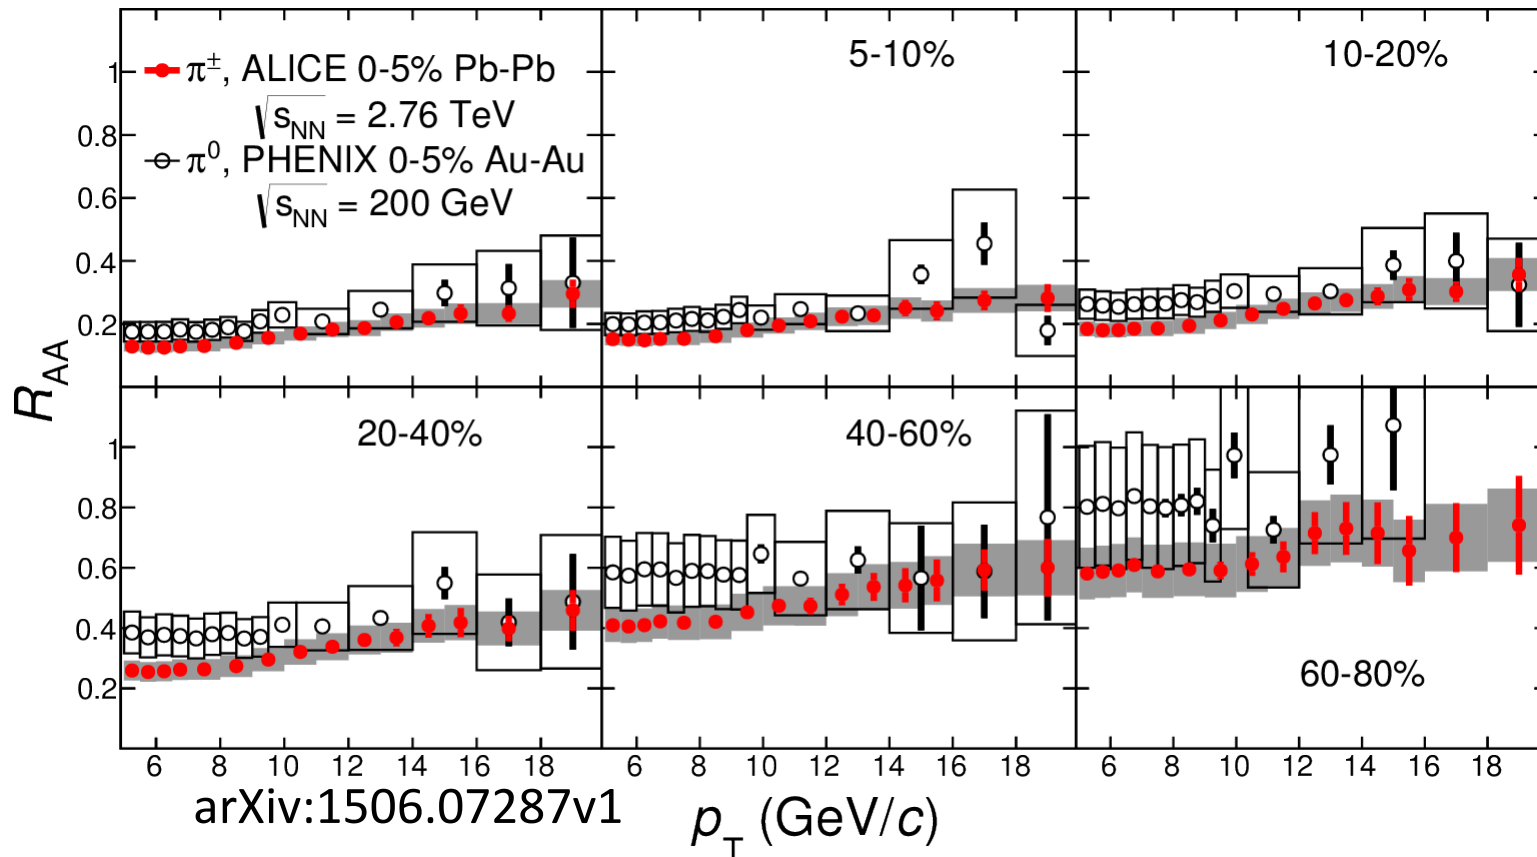 π±, ALICE 0-5% Pb-Pb
√sNN = 2.76 TeV
π0, PHENIX 0-5% Au-Au
√sNN = 200 GeV
5-10%
10-20%
1
0.8
0.6
0.4
0.2
RAA
20-40%
40-60%
60-80%
1
0.8
0.6
0.4
0.2
6 8 10 12 14 16 18
6 8 10 12 14 16 18
6 8 10 12 14 16 18
arXiv:1506.07287v1
pT (GeV/c)